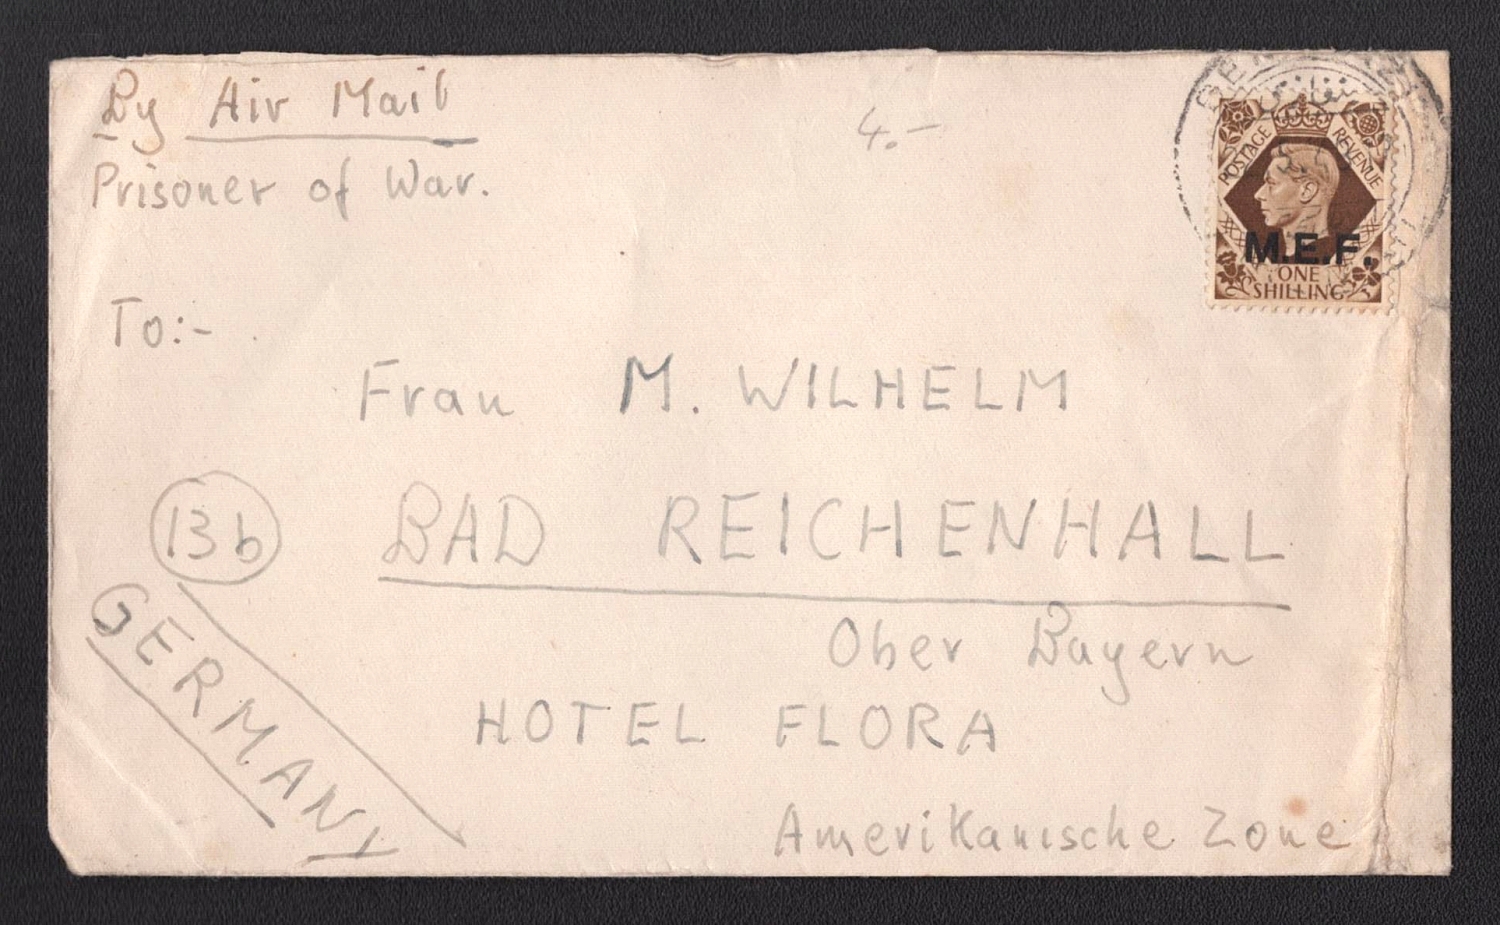 By Air Mail
Prisoner of War.
4.-
بنغازي
POSTAGE REVENUE
M.E.F.
ONE
SHILLING
To:-
Frau M. WILHELM
13b BAD REICHENHALL
GERMANY
Ober Bayern
HOTEL FLORA
Amerikanische Zone